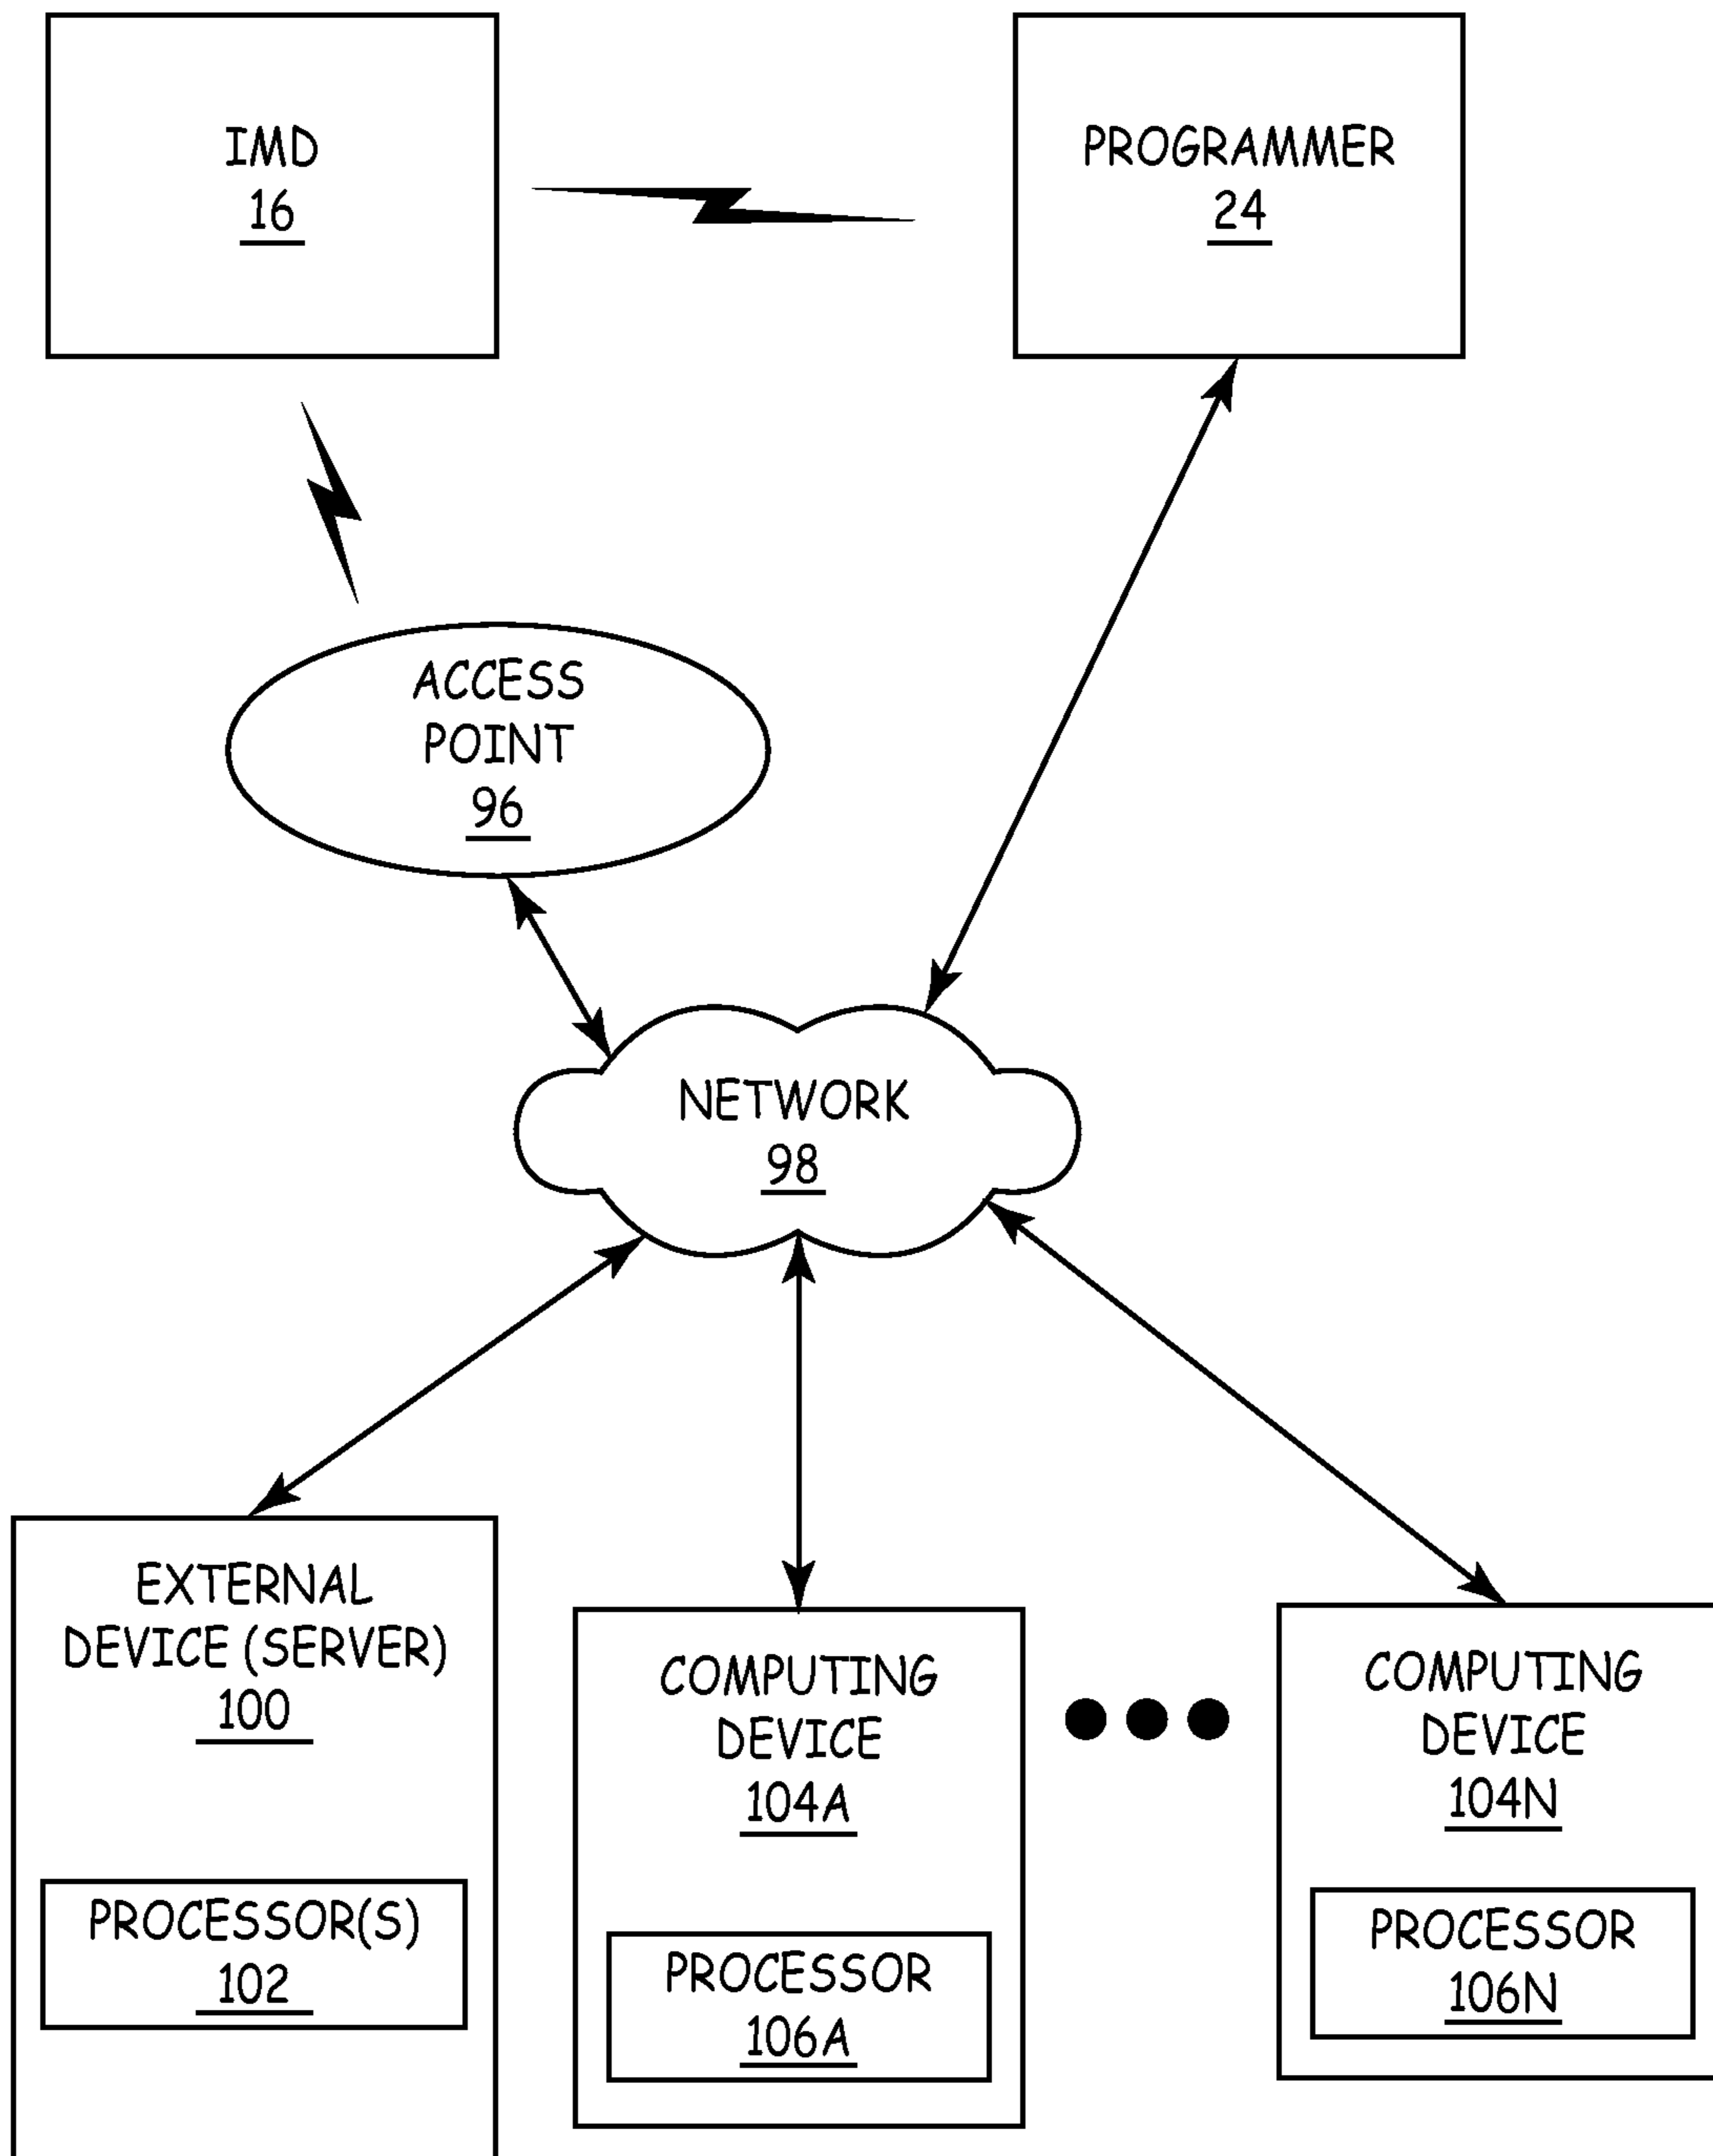 IMD
16
PROGRAMMER
24
ACCESS
POINT
96
NETWORK
98
EXTERNAL
DEVICE (SERVER)
100
PROCESSOR(S)
102
COMPUTING
DEVICE
104A
PROCESSOR
106A
COMPUTING
DEVICE
104N
PROCESSOR
106N